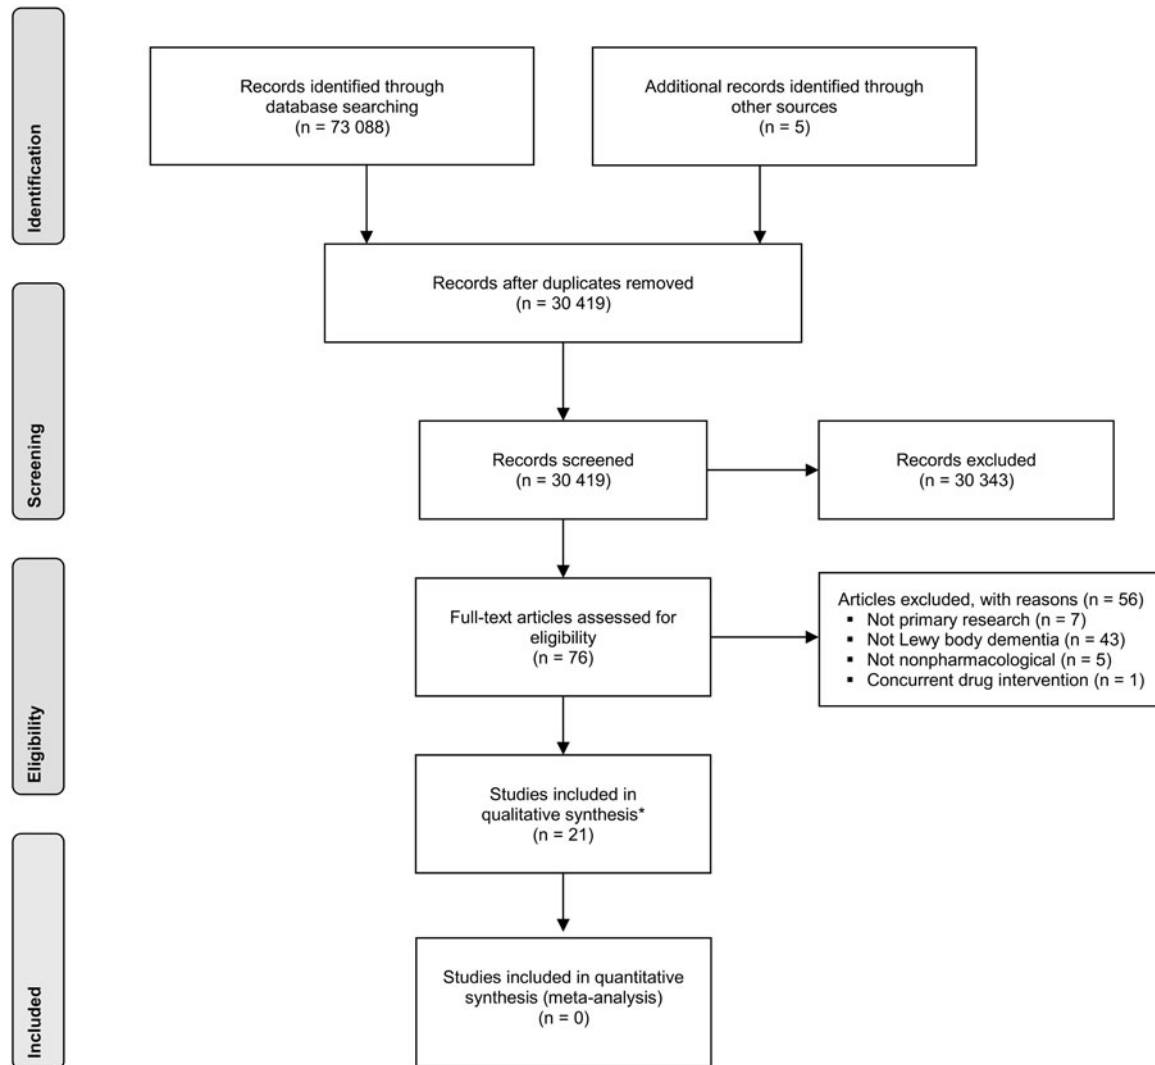 Identification
Records identified through
database searching
(n = 73 088)
Additional records identified through
other sources
(n = 5)
Records after duplicates removed
(n = 30 419)
Screening
Records screened
(n = 30 419)
Records excluded
(n = 30 343)
Eligibility
Full-text articles assessed for
eligibility
(n = 76)
Articles excluded, with reasons (n = 56)
▪ Not primary research (n = 7)
▪ Not Lewy body dementia (n = 43)
▪ Not nonpharmacological (n = 5)
▪ Concurrent drug intervention (n = 1)
Studies included in
qualitative synthesis*
(n = 21)
Included
Studies included in quantitative
synthesis (meta-analysis)
(n = 0)